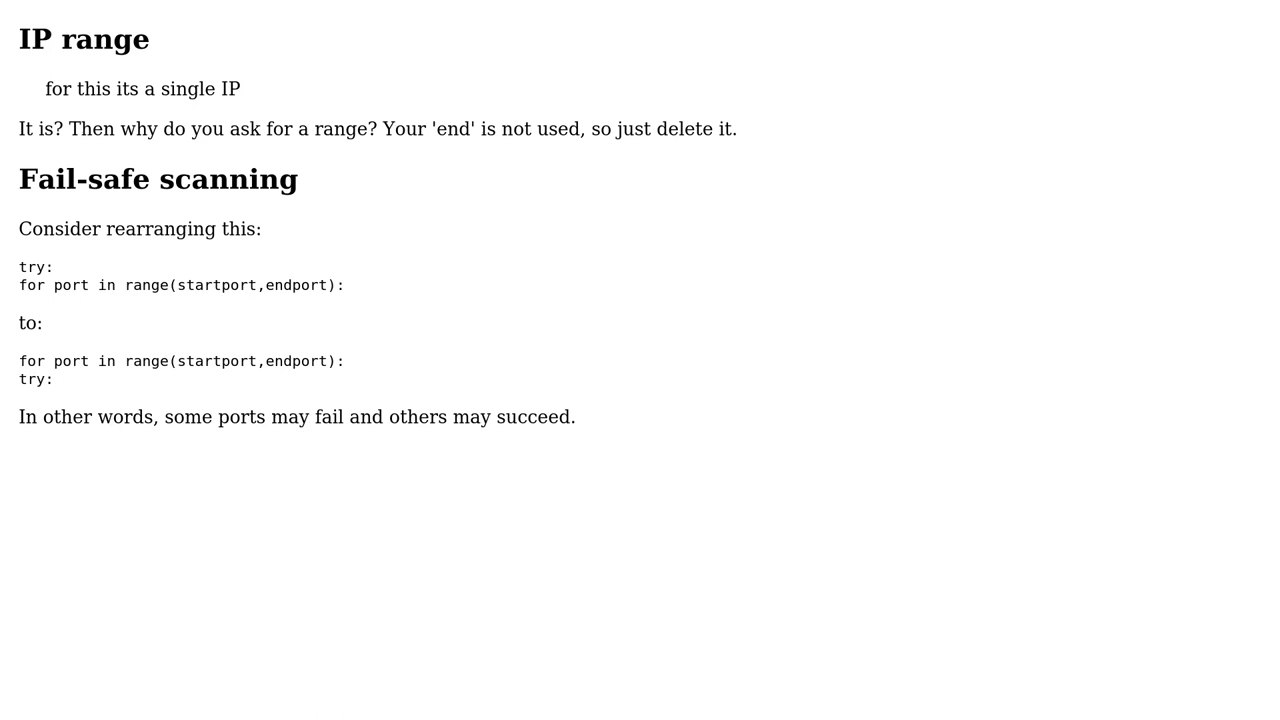 IP range
for this its a single IP
It is? Then why do you ask for a range? Your 'end' is not used, so just delete it.
Fail-safe scanning
Consider rearranging this:
try:
for port in range(startport,endport):
to:
for port in range(startport,endport):
try:
In other words, some ports may fail and others may succeed.